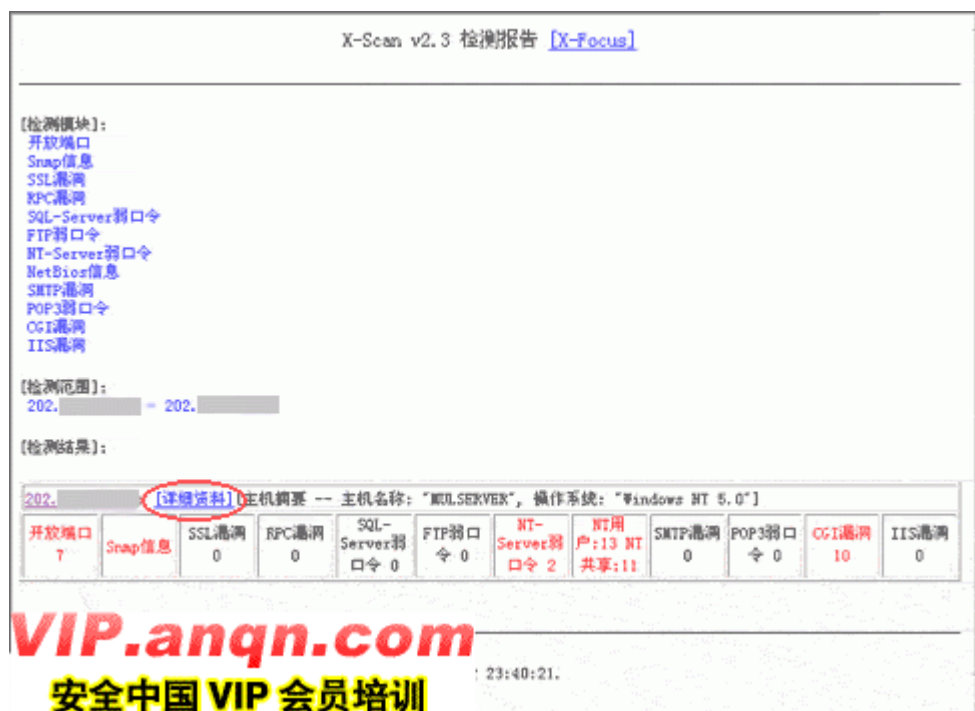 X-Scan v2.3 检测报告 [X-Focus]
[检测模块]:
开放端口
Snmp信息
SSL漏洞
RPC漏洞
SQL-Server弱口令
FTP弱口令
NT-Server弱口令
NetBios信息
SMTP漏洞
POP3弱口令
CGI漏洞
IIS漏洞
[检测范围]:
202. - 202.
[检测结果]:
202. [详细资料][主机摘要 -- 主机名称: "MULSERVER", 操作系统: "Windows NT 5.0"]
开放端口 7 Snmp信息 SSL漏洞 0 RPC漏洞 0 SQL-Server弱口令 0 FTP弱口令 0 NT-Server弱口令 2 NT用户:13 NT共享:11 SMTP漏洞 0 POP3弱口令 0 CGI漏洞 10 IIS漏洞 0
VIP.anqn.com
23:40:21.
安全中国 VIP 会员培训